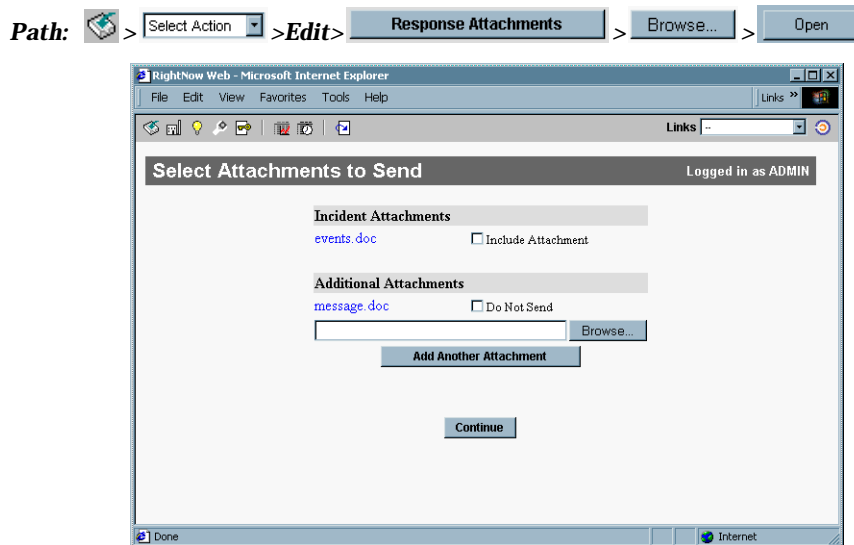 Path: > Select Action >Edit> Response Attachments > Browse... > Open
RightNow Web - Microsoft Internet Explorer
File Edit View Favorites Tools Help Links »
Links --
Select Attachments to Send Logged in as ADMIN
Incident Attachments
events.doc Include Attachment
Additional Attachments
message.doc Do Not Send
Browse...
Add Another Attachment
Continue
Done Internet